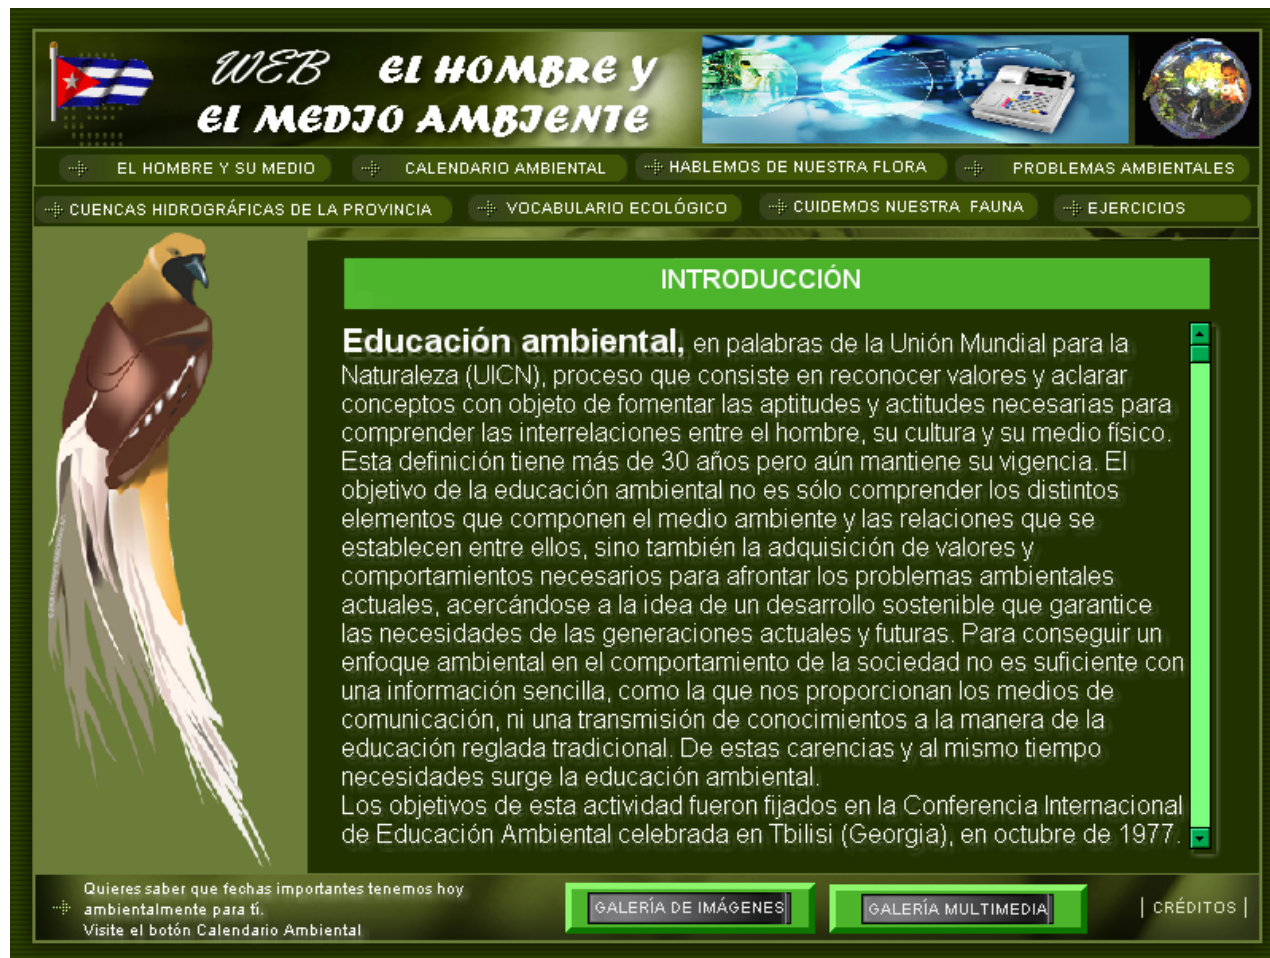 WEB EL HOMBRE Y
EL MEDIO AMBIENTE
EL HOMBRE Y SU MEDIO
CALENDARIO AMBIENTAL
HABLEMOS DE NUESTRA FLORA
PROBLEMAS AMBIENTALES
CUENCAS HIDROGRÁFICAS DE LA PROVINCIA
VOCABULARIO ECOLÓGICO
CUIDEMOS NUESTRA FAUNA
EJERCICIOS
INTRODUCCIÓN
Educación ambiental, en palabras de la Unión Mundial para la
Naturaleza (UICN), proceso que consiste en reconocer valores y aclarar
conceptos con objeto de fomentar las aptitudes y actitudes necesarias para
comprender las interrelaciones entre el hombre, su cultura y su medio físico.
Esta definición tiene más de 30 años pero aún mantiene su vigencia. El
objetivo de la educación ambiental no es sólo comprender los distintos
elementos que componen el medio ambiente y las relaciones que se
establecen entre ellos, sino también la adquisición de valores y
comportamientos necesarios para afrontar los problemas ambientales
actuales, acercándose a la idea de un desarrollo sostenible que garantice
las necesidades de las generaciones actuales y futuras. Para conseguir un
enfoque ambiental en el comportamiento de la sociedad no es suficiente con
una información sencilla, como la que nos proporcionan los medios de
comunicación, ni una transmisión de conocimientos a la manera de la
educación reglada tradicional. De estas carencias y al mismo tiempo
necesidades surge la educación ambiental.
Los objetivos de esta actividad fueron fijados en la Conferencia Internacional
de Educación Ambiental celebrada en Tbilisi (Georgia), en octubre de 1977.
Quieres saber que fechas importantes tenemos hoy
ambientalmente para tí.
Visite el botón Calendario Ambiental
GALERÍA DE IMÁGENES
GALERÍA MULTIMEDIA
| CRÉDITOS |